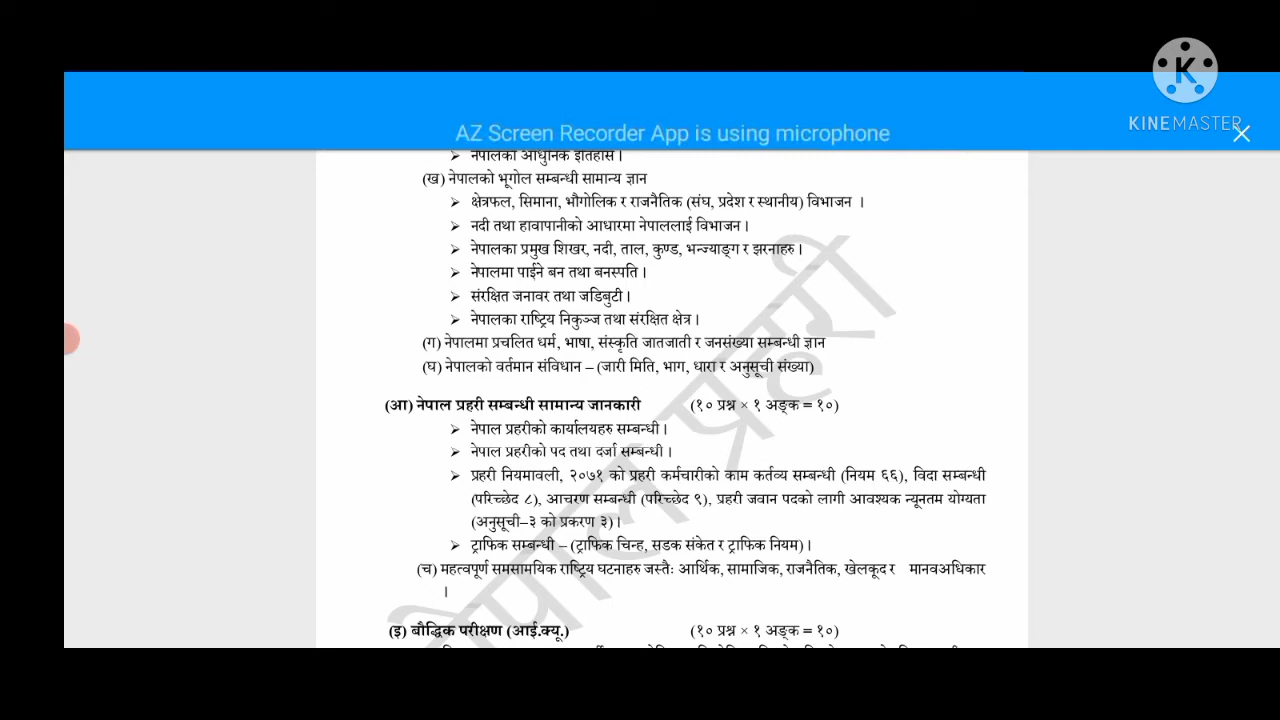 KINEMASTER
AZ Screen Recorder App is using microphone
➢ नेपालको आधुनिक इतिहास ।
(ख) नेपालको भूगोल सम्बन्धी सामान्य ज्ञान
➢ क्षेत्रफल, सिमाना, भौगोलिक र राजनैतिक (संघ, प्रदेश र स्थानीय) विभाजन ।
➢ नदी तथा हावापानीको आधारमा नेपाललाई विभाजन ।
➢ नेपालका प्रमुख शिखर, नदी, ताल, कुण्ड, भन्ज्याङ्ग र झरनाहरु ।
➢ नेपालमा पाईने बन तथा बनस्पति ।
➢ संरक्षित जनावर तथा जडिबुटी ।
➢ नेपालका राष्ट्रिय निकुञ्ज तथा संरक्षित क्षेत्र ।
(ग) नेपालमा प्रचलित धर्म, भाषा, संस्कृति जातजाती र जनसंख्या सम्बन्धी ज्ञान
(घ) नेपालको वर्तमान संविधान – (जारी मिति, भाग, धारा र अनुसूची संख्या)
(आ) नेपाल प्रहरी सम्बन्धी सामान्य जानकारी (१० प्रश्न × १ अङ्क = १०)
➢ नेपाल प्रहरीको कार्यालयहरु सम्बन्धी ।
➢ नेपाल प्रहरीको पद तथा दर्जा सम्बन्धी ।
➢ प्रहरी नियमावली, २०७१ को प्रहरी कर्मचारीको काम कर्तव्य सम्बन्धी (नियम ६६), विदा सम्बन्धी
(परिच्छेद ८), आचरण सम्बन्धी (परिच्छेद ९), प्रहरी जवान पदको लागी आवश्यक न्यूनतम योग्यता
(अनुसूची–३ को प्रकरण ३) ।
➢ ट्राफिक सम्बन्धी – (ट्राफिक चिन्ह, सडक संकेत र ट्राफिक नियम) ।
(च) महत्वपूर्ण समसामयिक राष्ट्रिय घटनाहरु जस्तैः आर्थिक, सामाजिक, राजनैतिक, खेलकूद र मानवअधिकार
।
(इ) बौद्धिक परीक्षण (आई.क्यू.) (१० प्रश्न × १ अङ्क = १०)
नेपाल प्रहरी